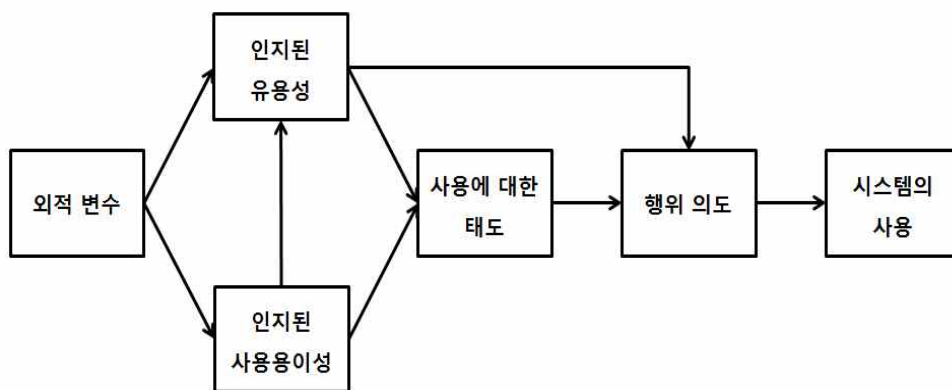 인지된
유용성
외적 변수
사용에 대한
태도
행위 의도
시스템의
사용
인지된
사용용이성